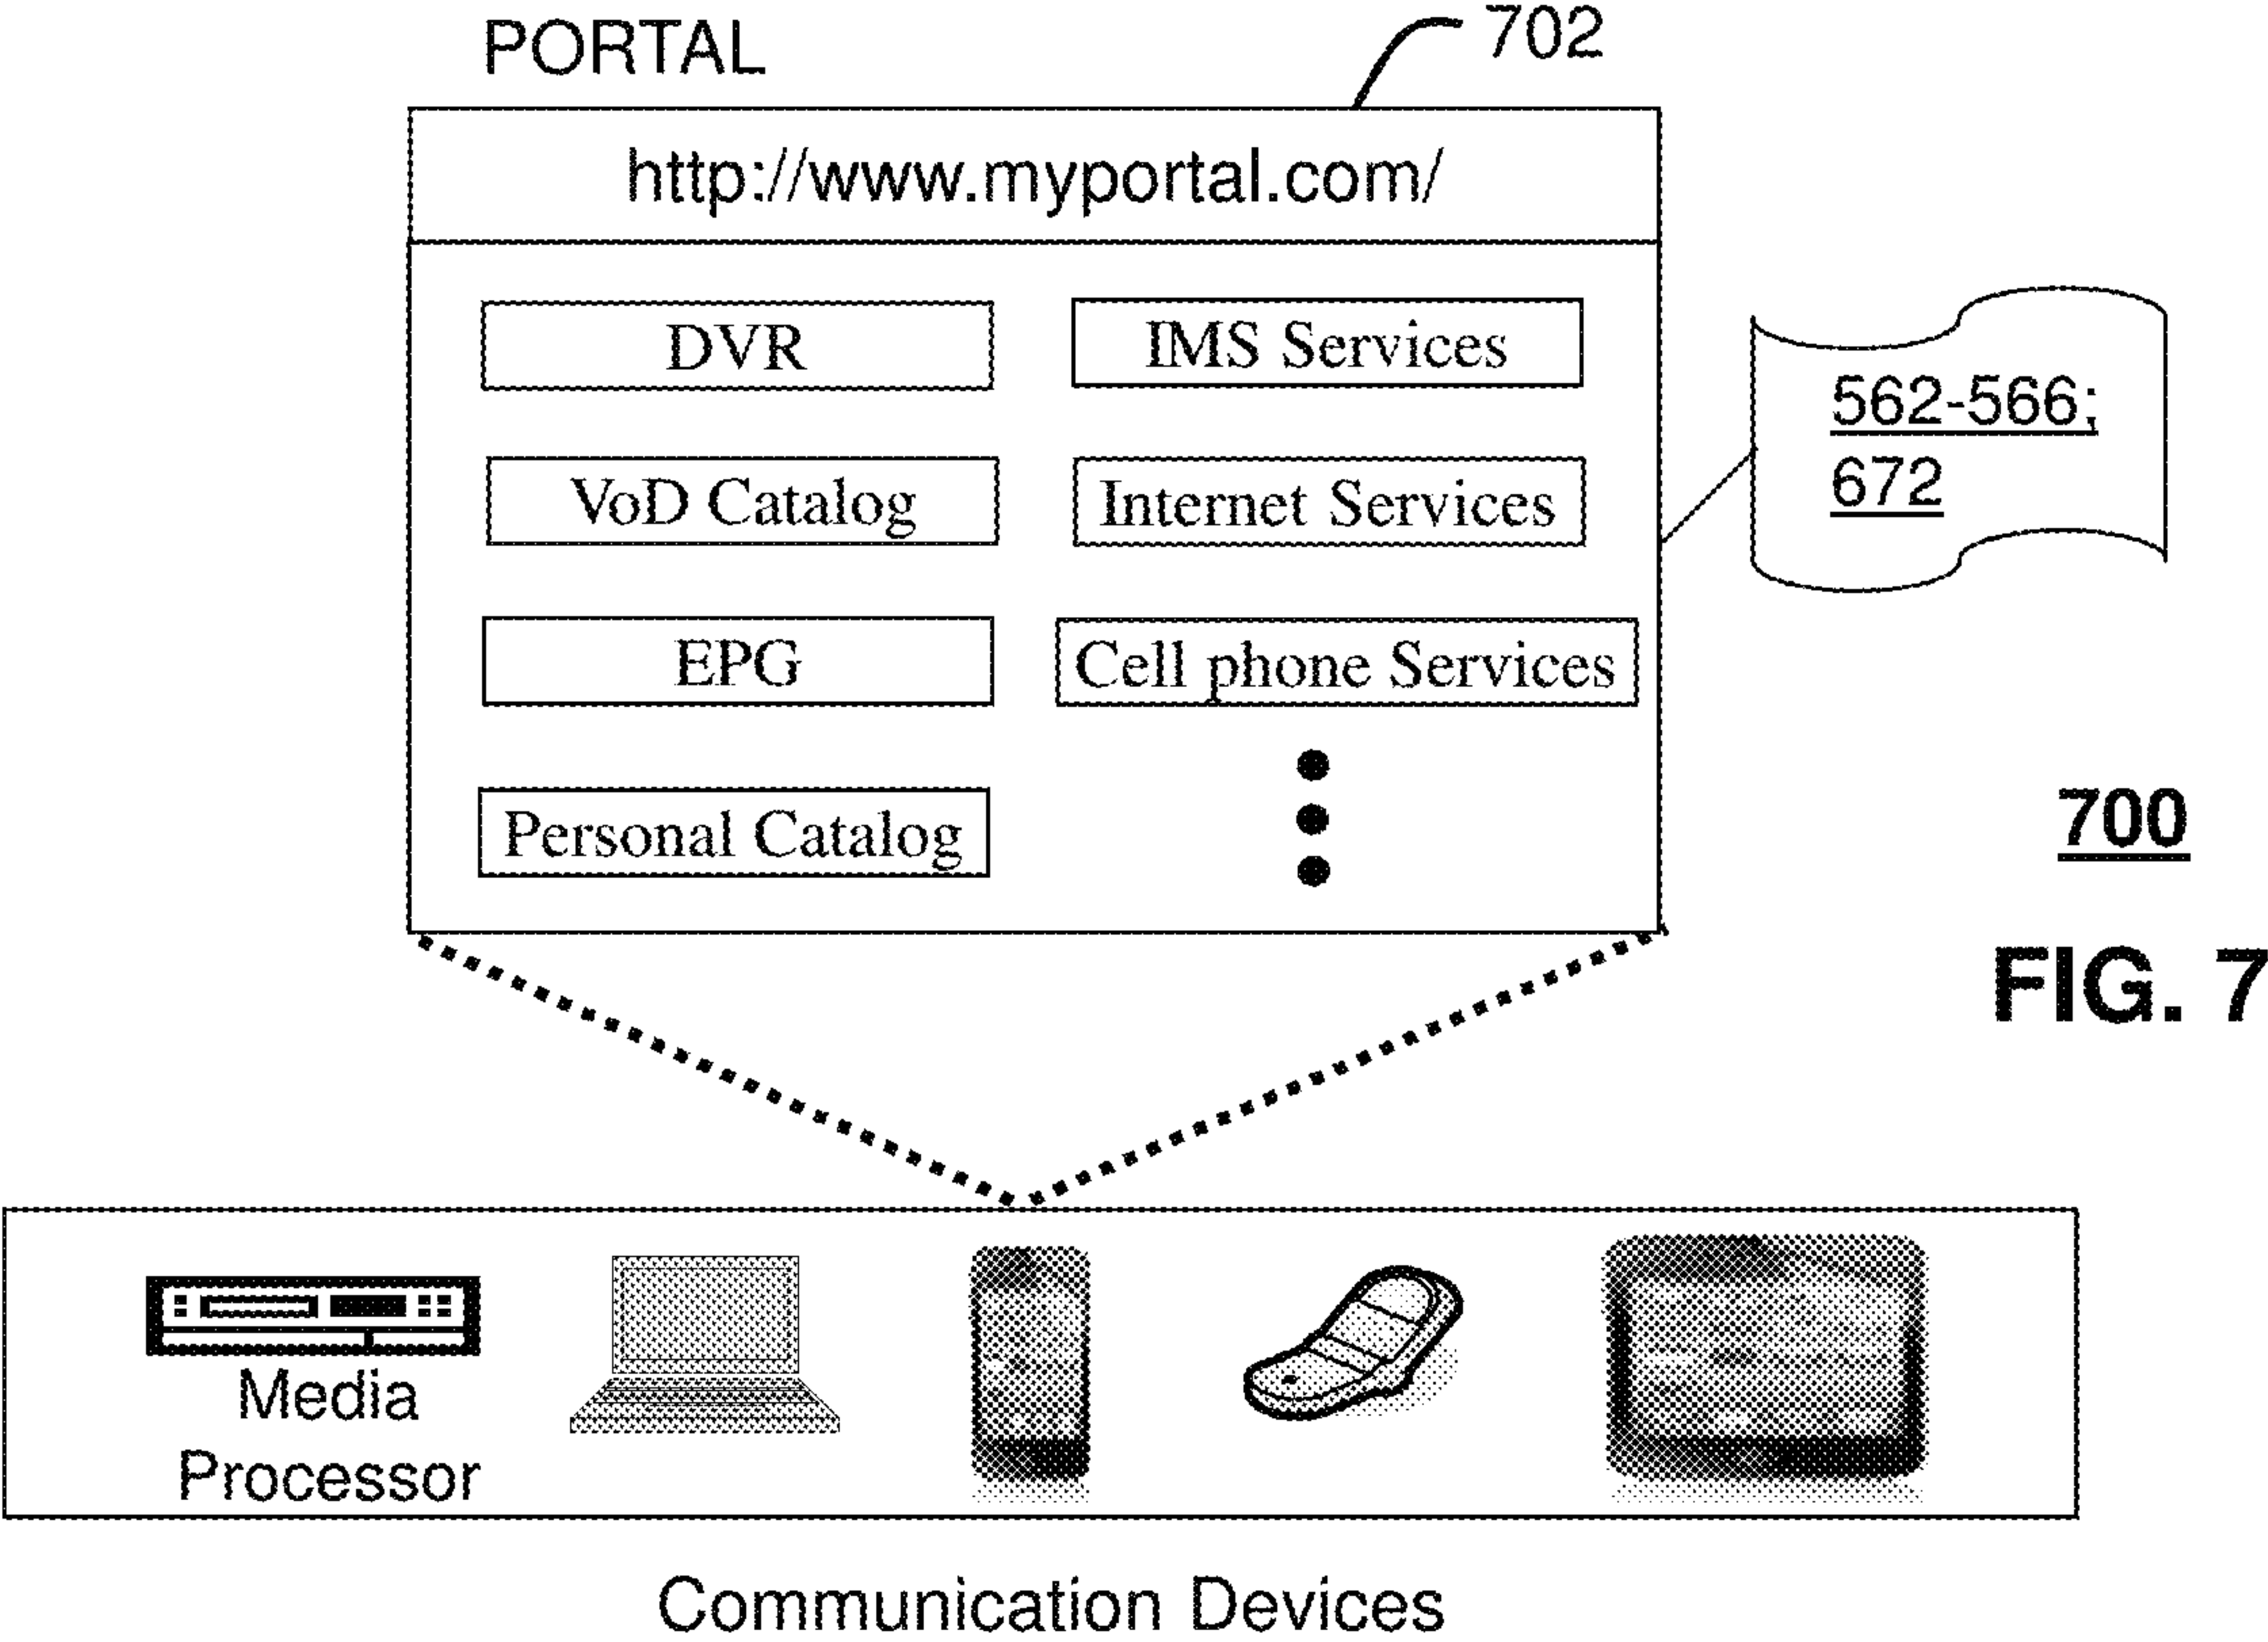 PORTAL
702
http://www.myportal.com/
DVR
IMS Services
VoD Catalog
Internet Services
EPG
Cell phone Services
Personal Catalog
562-566;
672
700
FIG. 7
Media
Processor
Communication Devices